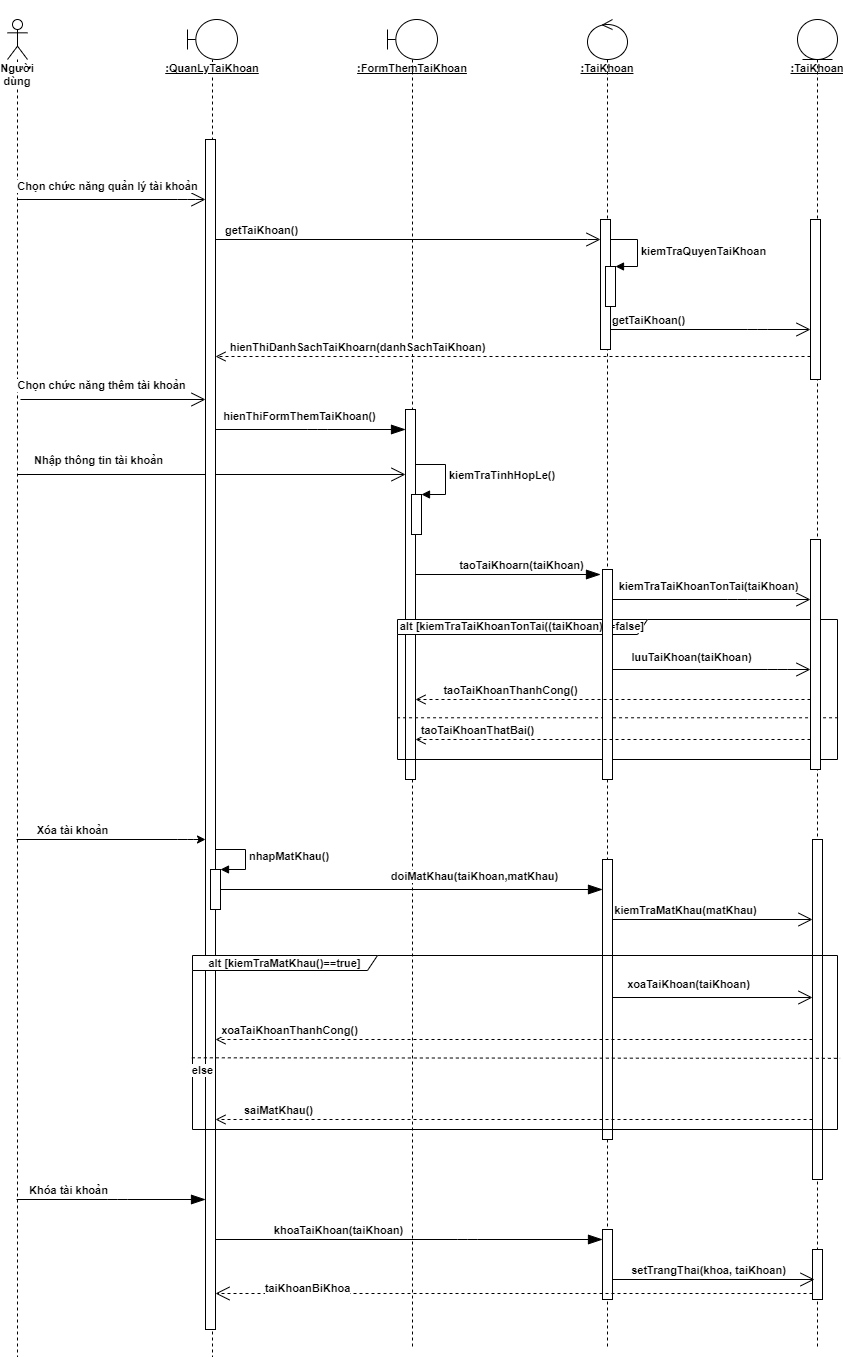 Người
dùng
:QuanLyTaiKhoan
:FormThemTaiKhoan
:TaiKhoan
:TaiKhoan
Chọn chức năng quản lý tài khoản
getTaiKhoan()
kiemTraQuyenTaiKhoan
getTaiKhoan()
hienThiDanhSachTaiKhoarn(danhSachTaiKhoan)
Chọn chức năng thêm tài khoản
hienThiFormThemTaiKhoan()
Nhập thông tin tài khoản
kiemTraTinhHopLe()
taoTaiKhoarn(taiKhoan)
kiemTraTaiKhoanTonTai(taiKhoan)
alt [kiemTraTaiKhoanTonTai((taiKhoan) =false]
luuTaiKhoan(taiKhoan)
taoTaiKhoanThanhCong()
taoTaiKhoanThatBai()
Xóa tài khoản
nhapMatKhau()
doiMatKhau(taiKhoan,matKhau)
kiemTraMatKhau(matKhau)
alt [kiemTraMatKhau()==true]
xoaTaiKhoan(taiKhoan)
xoaTaiKhoanThanhCong()
else
saiMatKhau()
Khóa tài khoản
khoaTaiKhoan(taiKhoan)
setTrangThai(khoa, taiKhoan)
taiKhoanBiKhoa